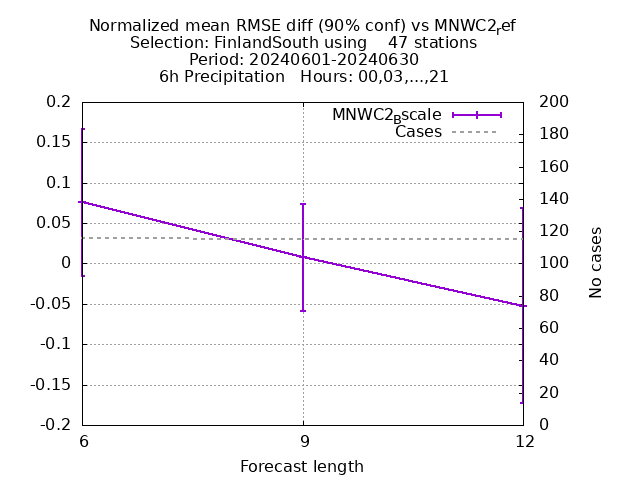 Normalized mean RMSE diff (90% conf) vs MNWC2_ref
Selection: FinlandSouth using 47 stations
Period: 20240601-20240630
6h Precipitation Hours: 00,03,...,21
MNWC2_Bscale
Cases
0.2
0.15
0.1
0.05
0
-0.05
-0.1
-0.15
-0.2
200
180
160
140
120
100
80
60
40
20
0
No cases
6
9
12
Forecast length